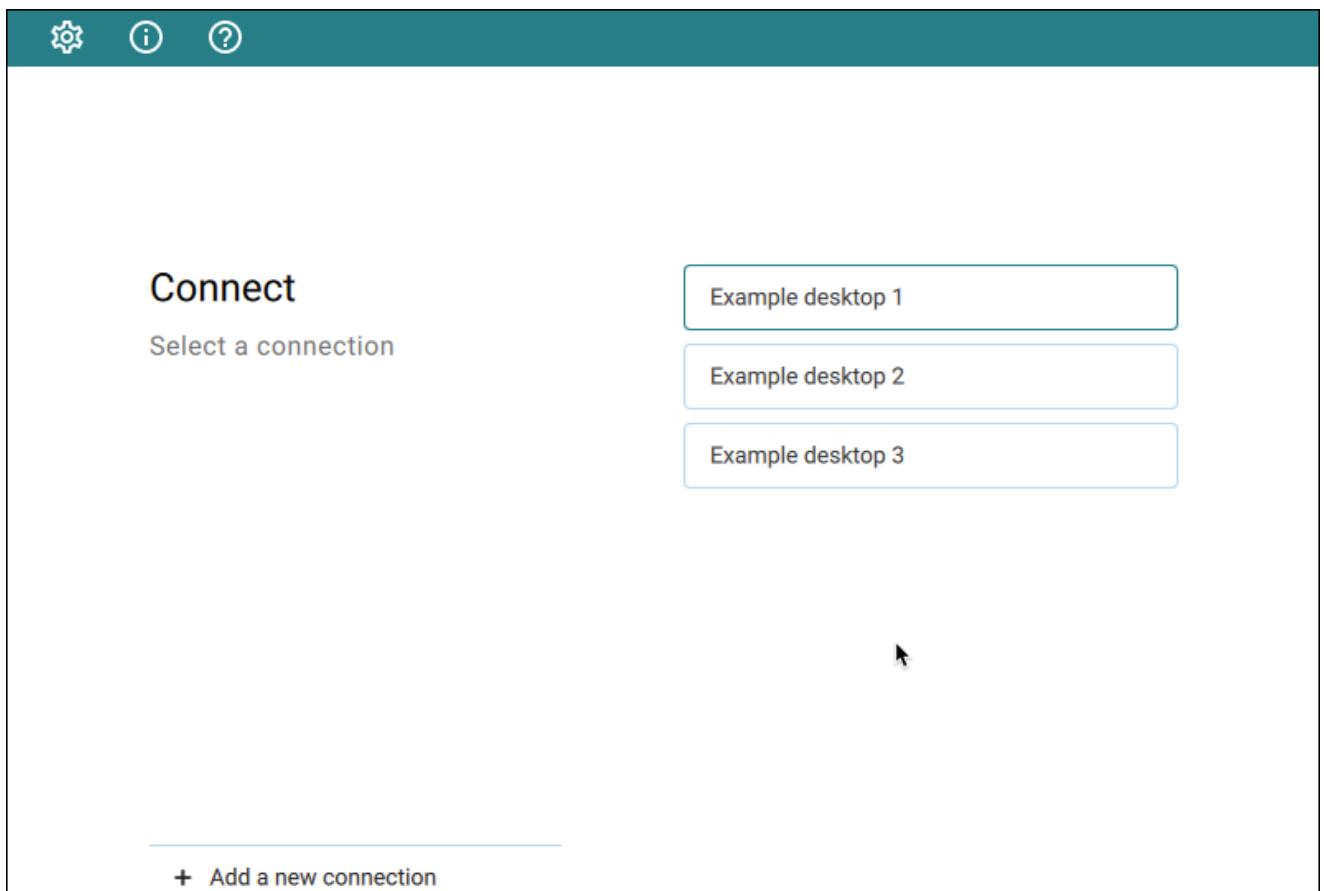 Connect
Select a connection
Example desktop 1
Example desktop 2
Example desktop 3
+ Add a new connection